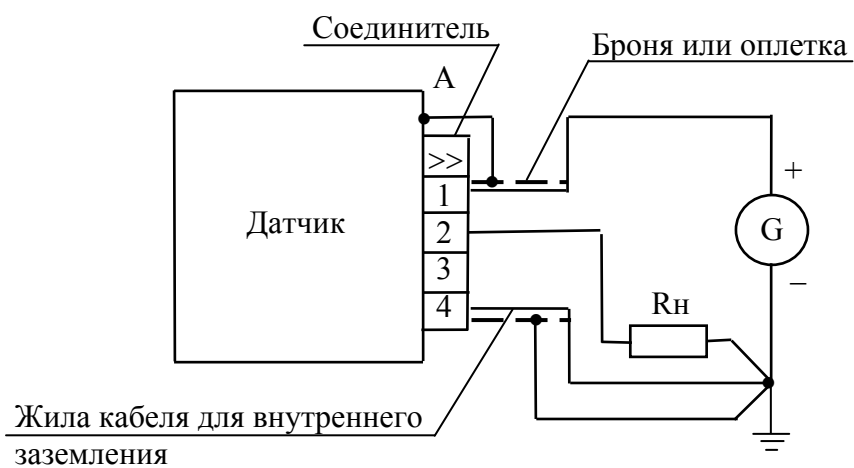 Соединитель
Броня или оплетка
А
>>
1
2
3
4
Датчик
+
G
−
Rн
Жила кабеля для внутреннего
заземления